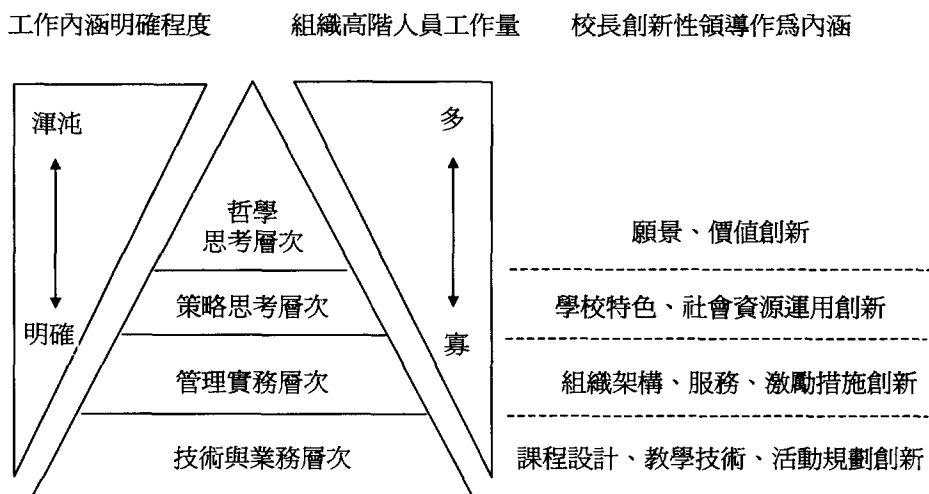 工作內涵明確程度
組織高階人員工作量
校長創新性領導作爲內涵
渾沌
明確
哲學
思考層次
策略思考層次
管理實務層次
技術與業務層次
多
寡
願景、價值創新
學校特色、社會資源運用創新
組織架構、服務、激勵措施創新
課程設計、教學技術、活動規劃創新